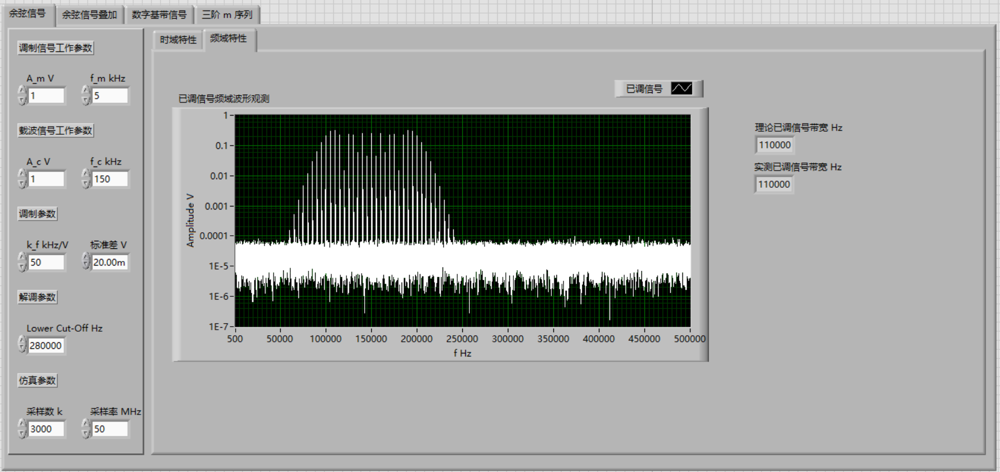 余弦信号 余弦信号叠加 数字基带信号 三阶 m 序列
调制信号工作参数
A_m V f_m kHz
1 5
载波信号工作参数
A_c V f_c kHz
1 150
调制参数
k_f kHz/V 标准差 V
50 20.00m
解调参数
Lower Cut-Off Hz
280000
仿真参数
采样数 k 采样率 MHz
3000 50
时域特性 频域特性
已调信号
已调信号频域波形观测
1
0.1
0.01
0.001
0.0001
1E-5
1E-6
1E-7
Amplitude V
500 50000 100000 150000 200000 250000 300000 350000 400000 450000 500000
f Hz
理论已调信号带宽 Hz
110000
实测已调信号带宽 Hz
110000